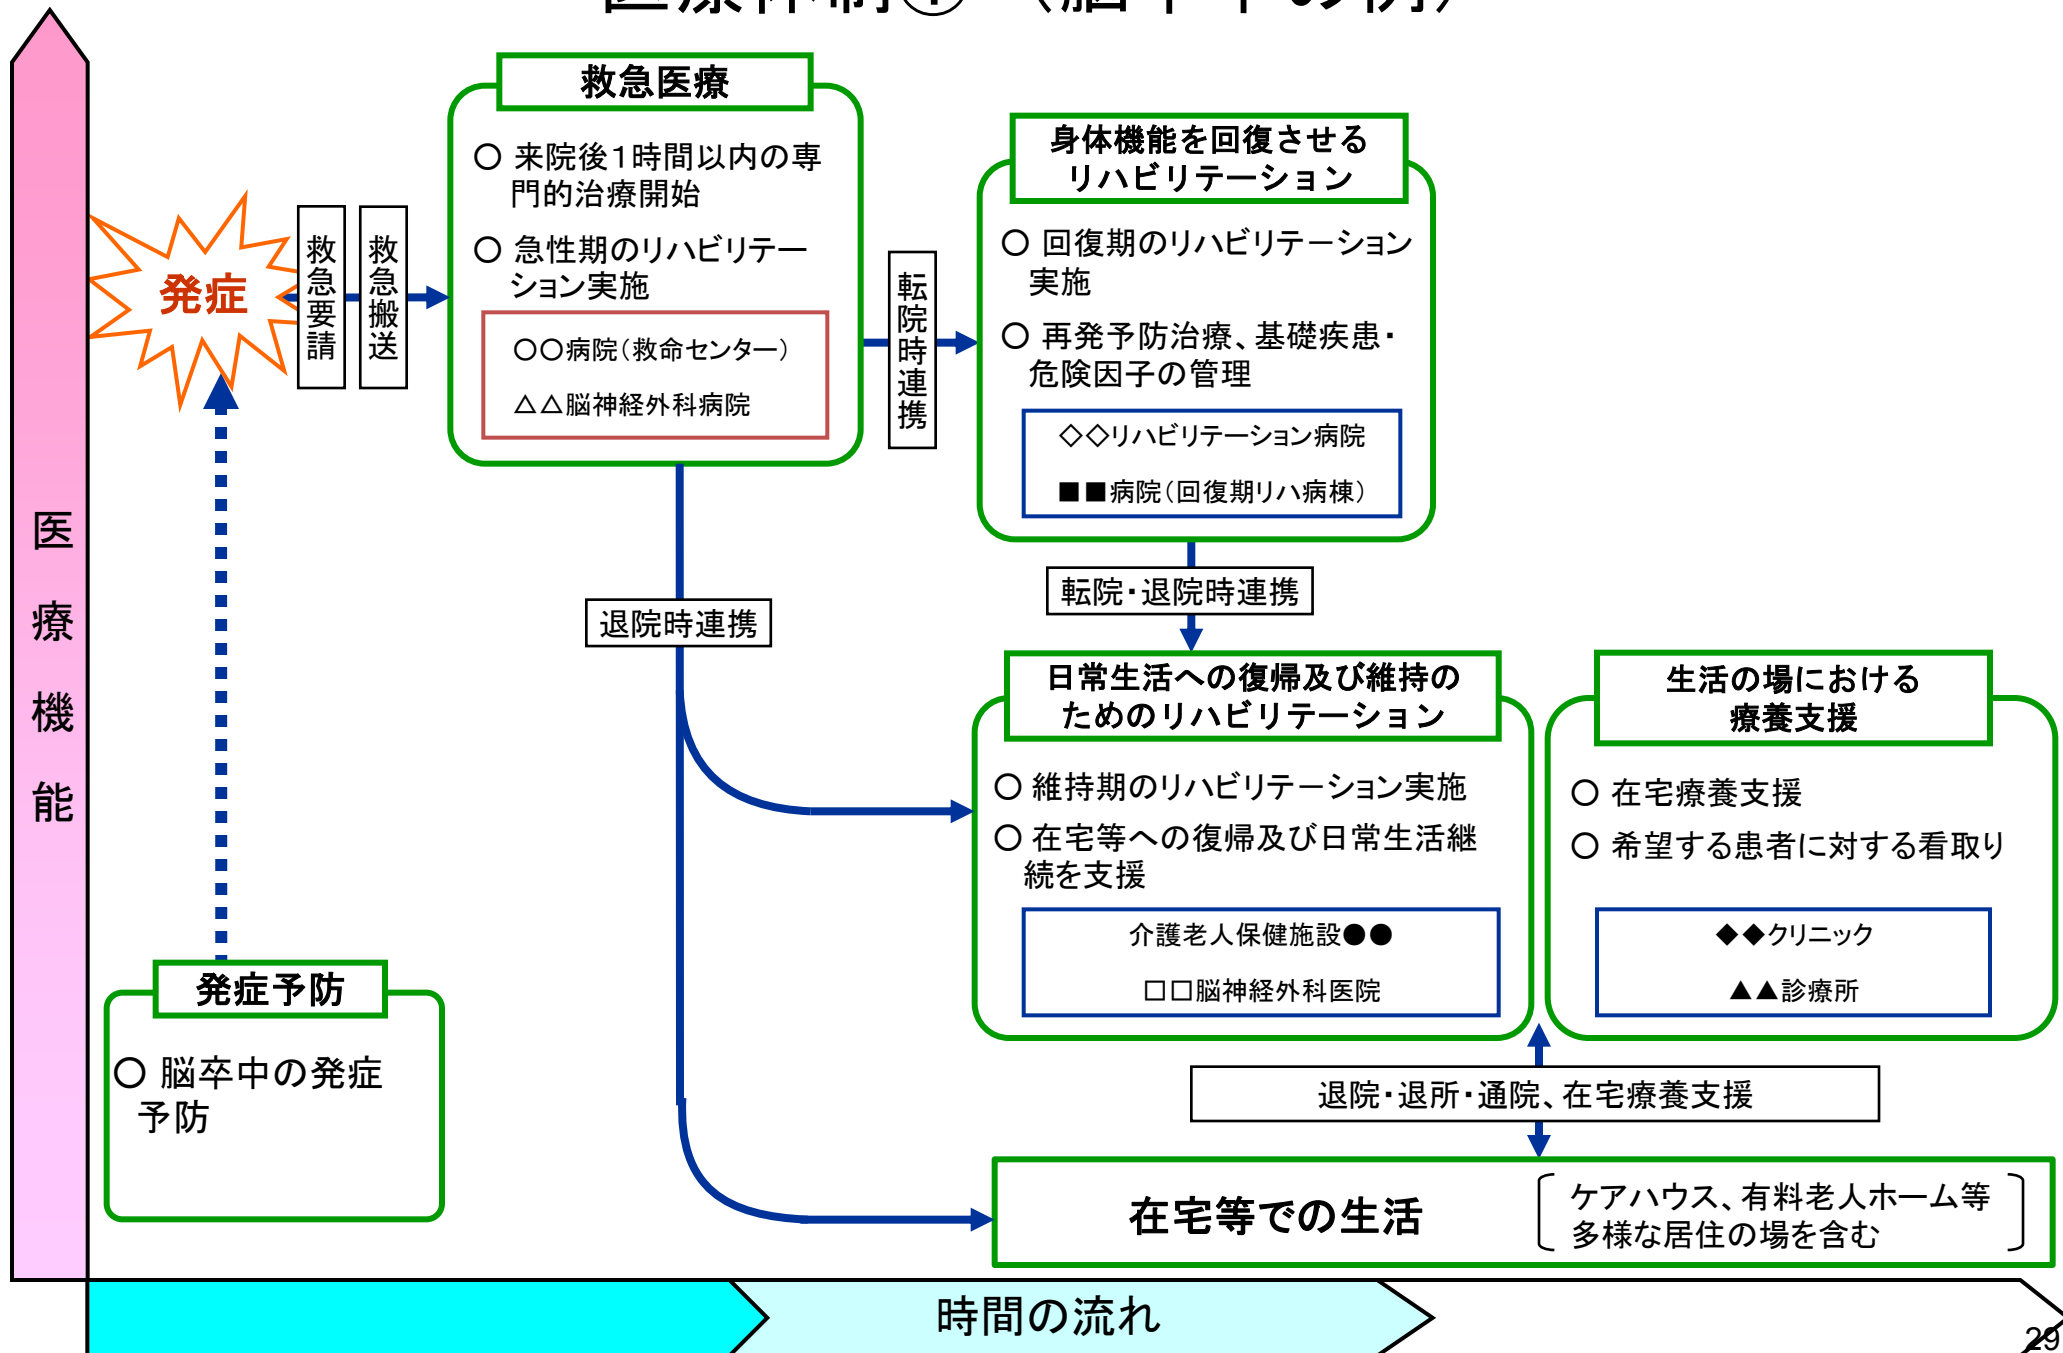 医療体制① (脳卒中の例)
救急医療
○ 来院後1時間以内の専
門的治療開始
○ 急性期のリハビリテー
ション実施
○○病院(救命センター)
△△脳神経外科病院
身体機能を回復させる
リハビリテーション
○ 回復期のリハビリテーション
実施
○ 再発予防治療、基礎疾患・
危険因子の管理
◇◇リハビリテーション病院
■■病院(回復期リハ病棟)
発症
救急要請
救急搬送
転院時連携
医療機能
退院時連携
転院・退院時連携
日常生活への復帰及び維持の
ためのリハビリテーション
○ 維持期のリハビリテーション実施
○ 在宅等への復帰及び日常生活継
続を支援
介護老人保健施設●●
□□脳神経外科医院
生活の場における
療養支援
○ 在宅療養支援
○ 希望する患者に対する看取り
◆◆クリニック
▲▲診療所
発症予防
○ 脳卒中の発症
予防
退院・退所・通院、在宅療養支援
在宅等での生活
ケアハウス、有料老人ホーム等
多様な居住の場を含む
時間の流れ
29